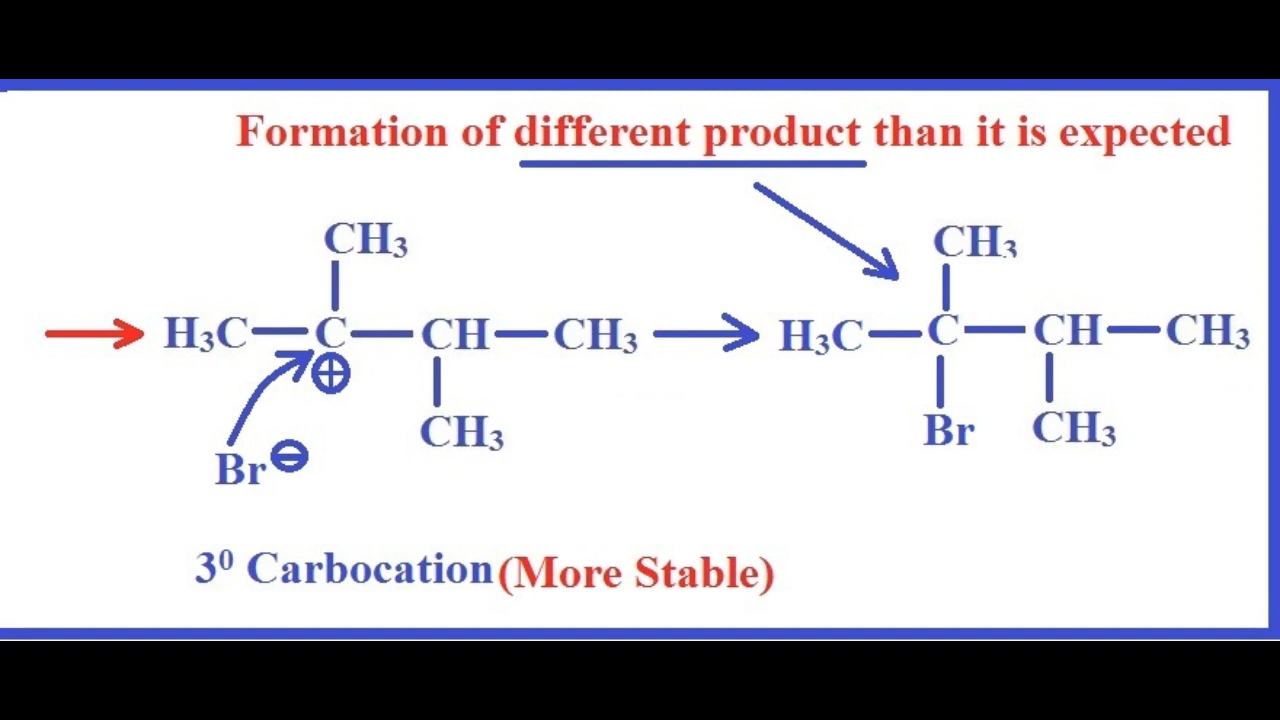 Formation of different product than it is expected
CH₃ CH₃
H₃C—C—CH—CH₃ → H₃C—C—CH—CH₃
⊕
CH₃ Br CH₃
Br⊖
3⁰ Carbocation (More Stable)